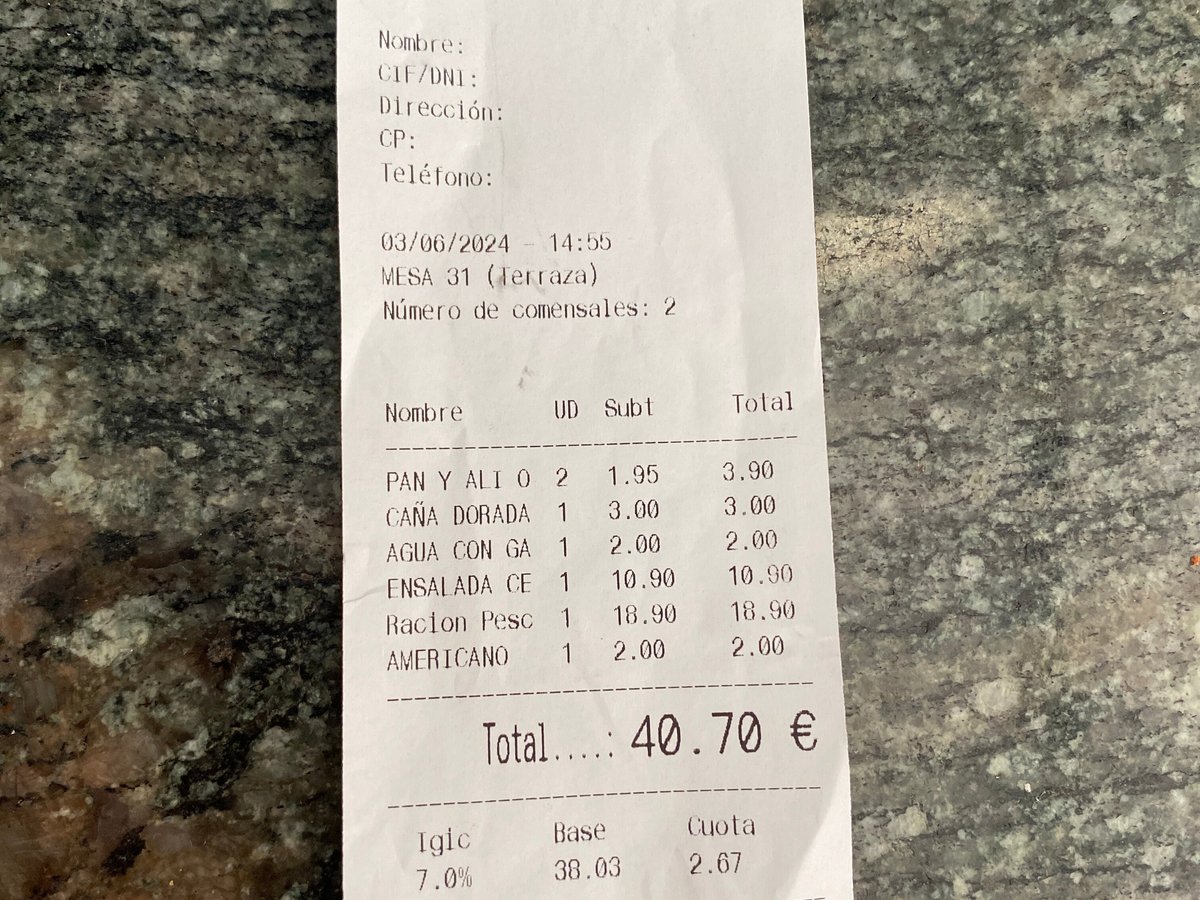 Nombre:
CIF/DNI:
Dirección:
CP:
Teléfono:
03/06/2024 - 14:55
MESA 31 (Terraza)
Número de comensales: 2
Nombre UD Subt Total
PAN Y ALI O 2 1.95 3.90
CAÑA DORADA 1 3.00 3.00
AGUA CON GA 1 2.00 2.00
ENSALADA CE 1 10.90 10.90
Racion Pesc 1 18.90 18.90
AMERICANO 1 2.00 2.00
Total....: 40.70 €
Igic Base Cuota
7.0% 38.03 2.67